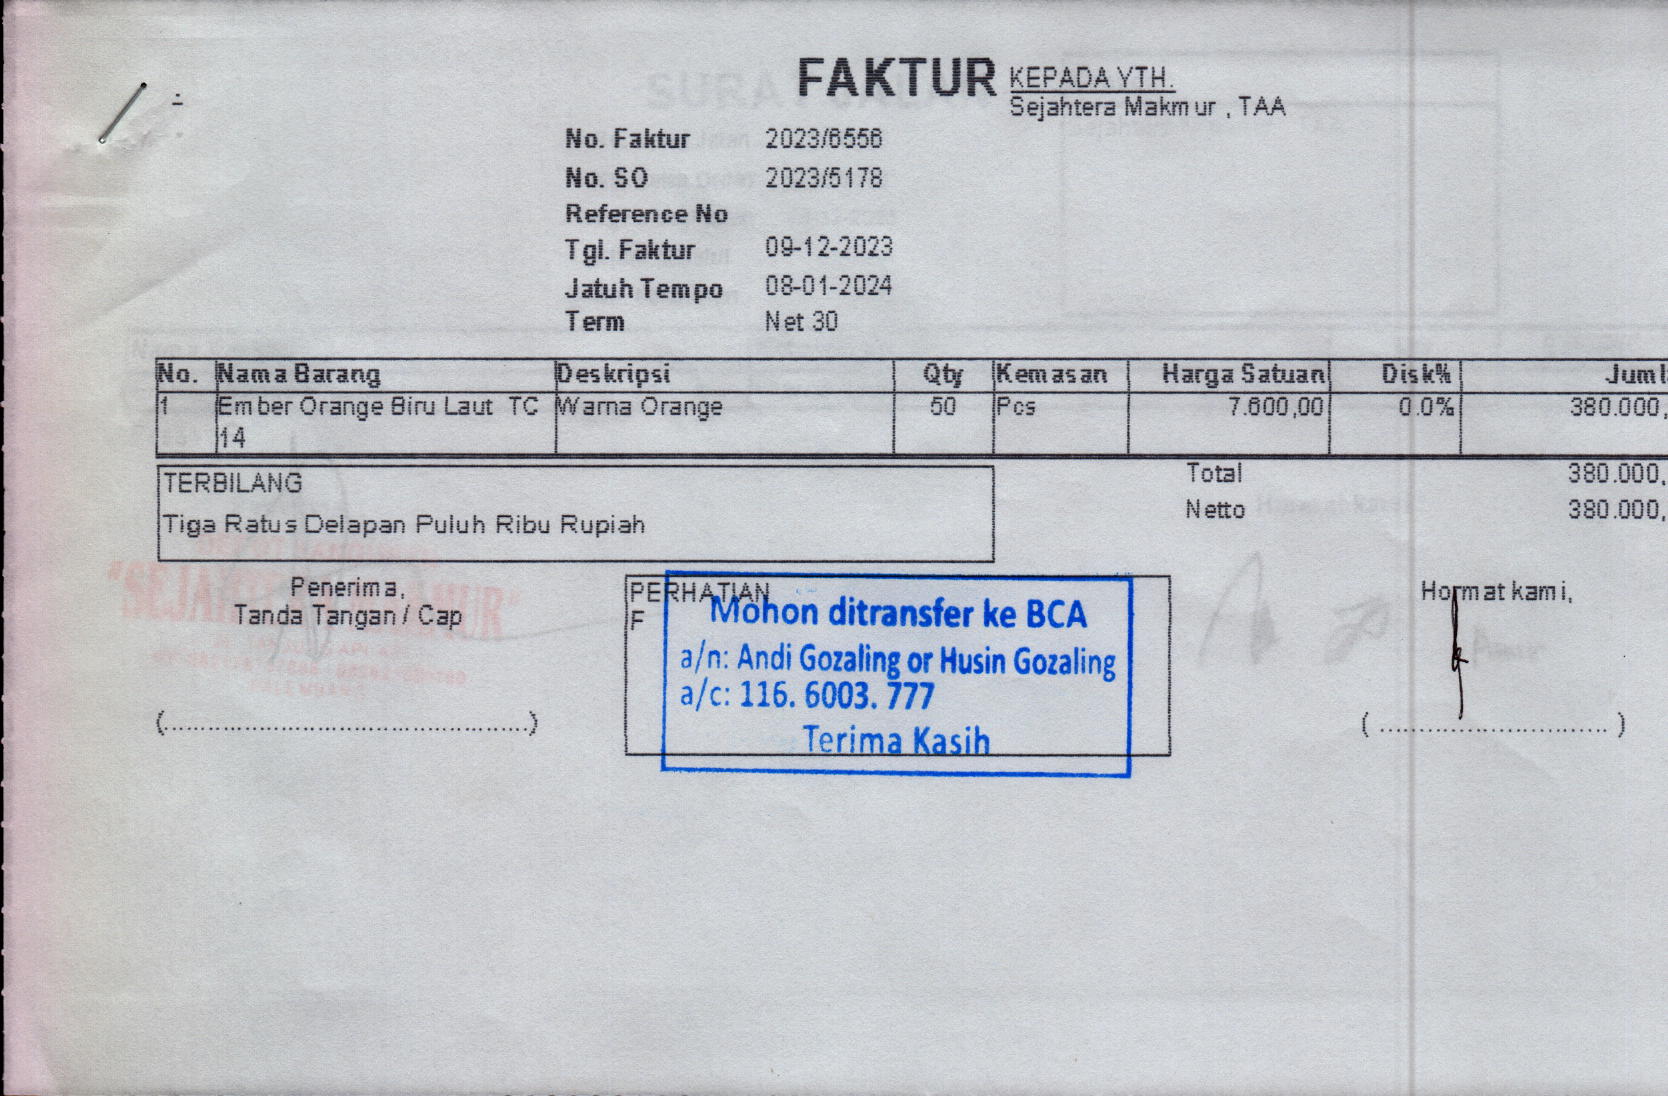 FAKTUR
KEPADA YTH.
Sejahtera Makmur , TAA
No. Faktur 2023/6556
No. SO 2023/5178
Reference No
Tgl. Faktur 09-12-2023
Jatuh Tempo 08-01-2024
Term Net 30
No. Nama Barang Deskripsi Qty Kemasan Harga Satuan Disk% Juml
1 Ember Orange Biru Laut TC Warna Orange 50 Pcs 7.600,00 0.0% 380.000,
14
TERBILANG
Tiga Ratus Delapan Puluh Ribu Rupiah
Total 380.000,
Netto 380.000,
Penerima,
Tanda Tangan / Cap
(..............................................)
PERHATIAN
F
Mohon ditransfer ke BCA
a/n: Andi Gozaling or Husin Gozaling
a/c: 116. 6003. 777
Terima Kasih
Hormat kami,
( ............................. )